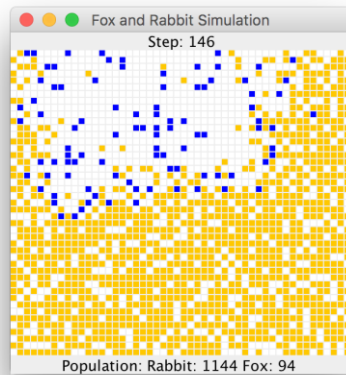 Fox and Rabbit Simulation
Step: 146
Population: Rabbit: 1144 Fox: 94